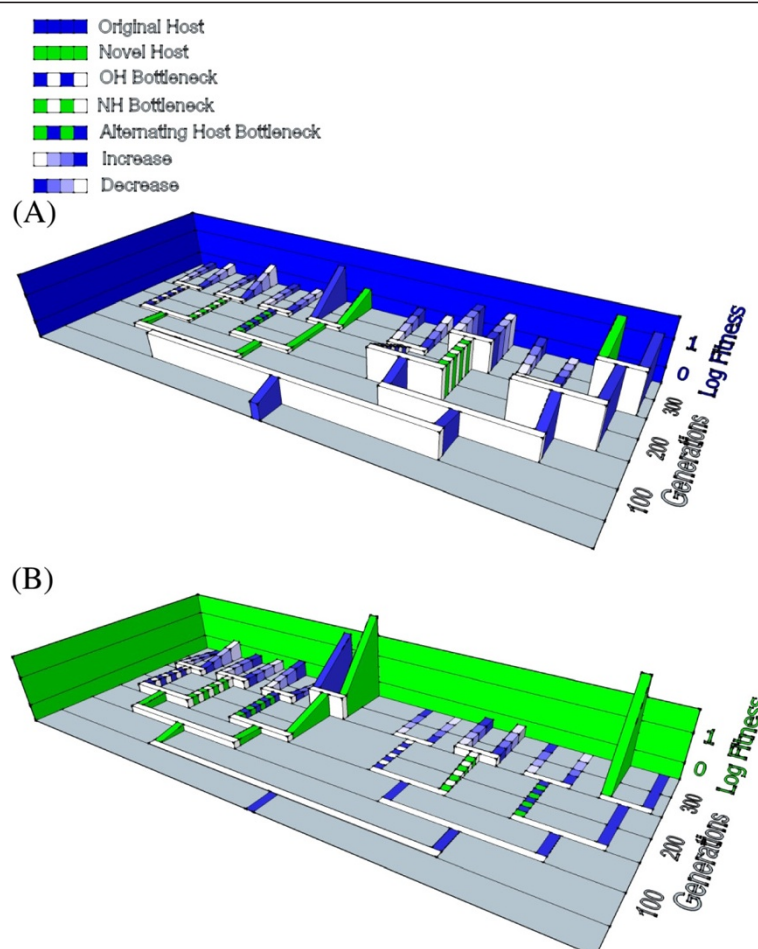 Original Host
Novel Host
OH Bottleneck
NH Bottleneck
Alternating Host Bottleneck
Increase
Decrease
(A)
1
0
Log Fitness
300
200
100
Generations
(B)
1
0
Log Fitness
300
200
100
Generations